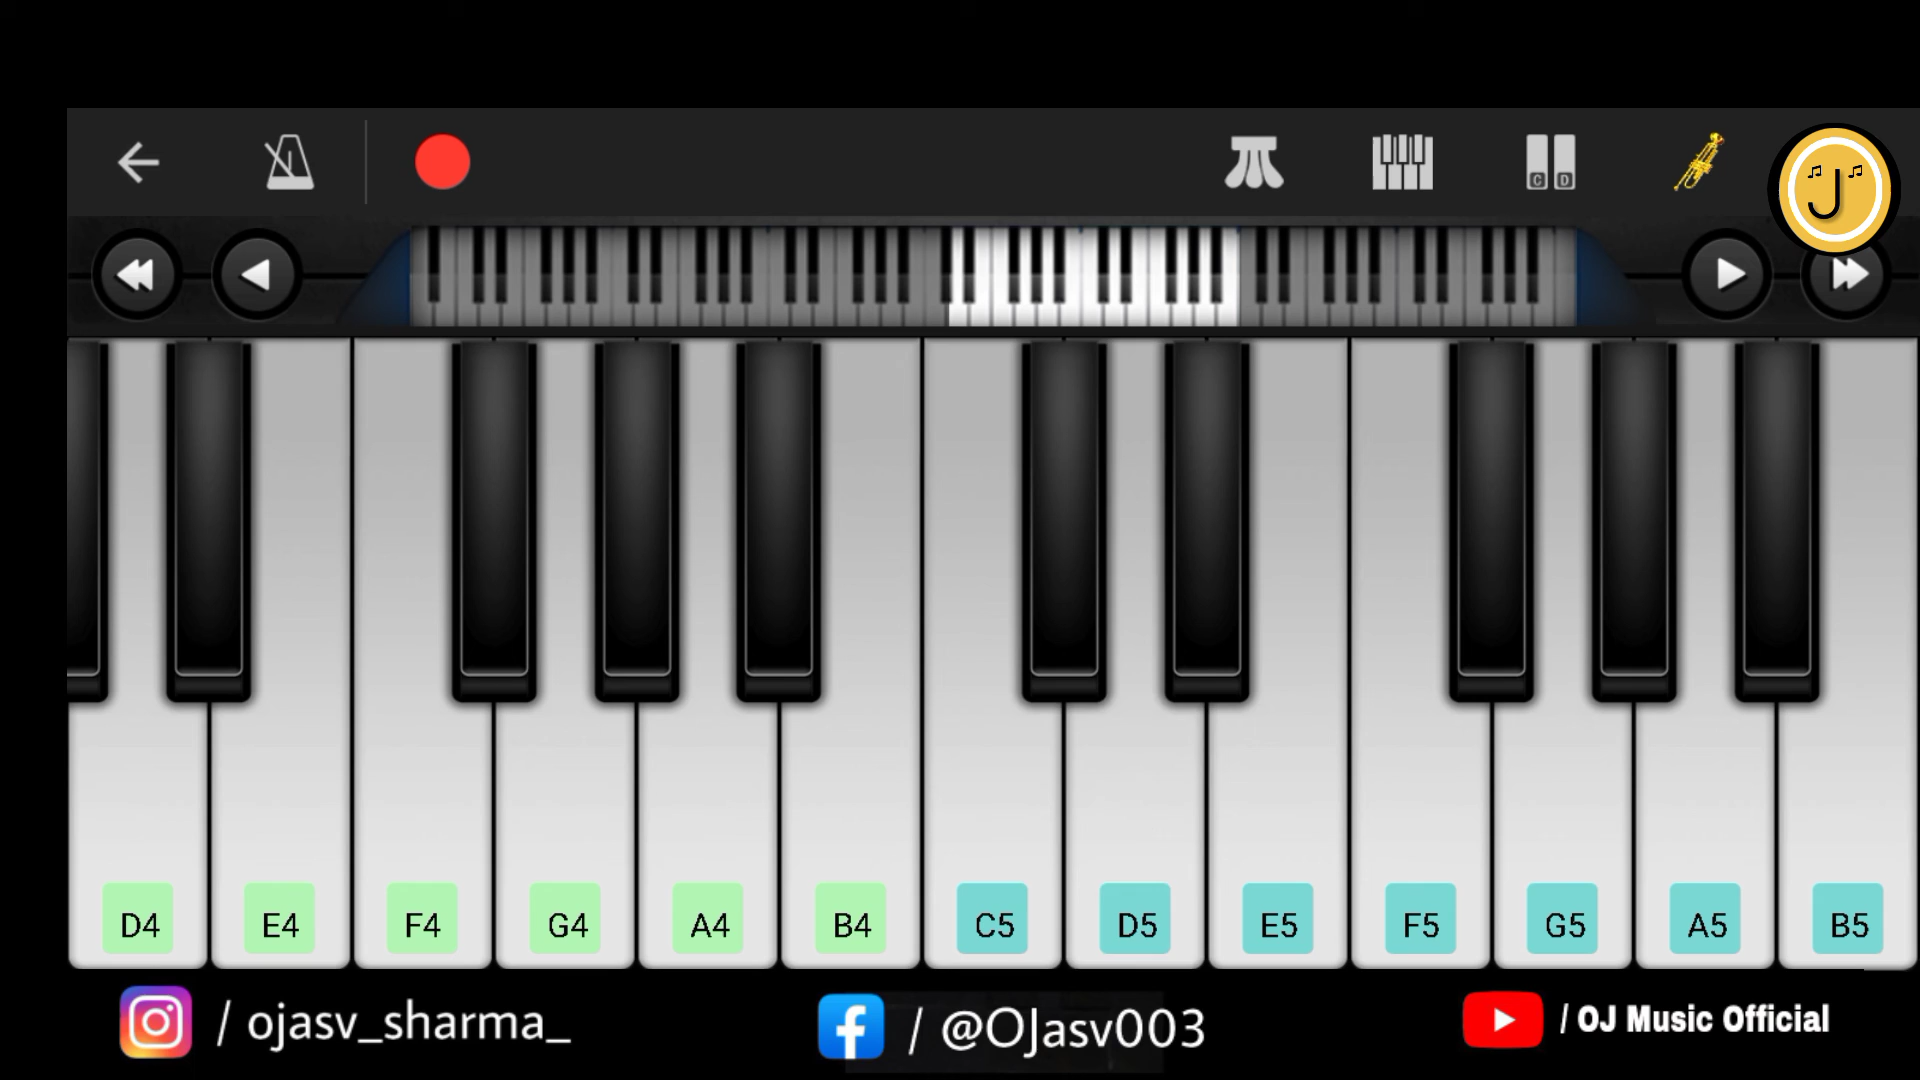 C D
J
D4 E4 F4 G4 A4 B4 C5 D5 E5 F5 G5 A5 B5
/ ojasv_sharma_
/ @OJasv003
/ OJ Music Official